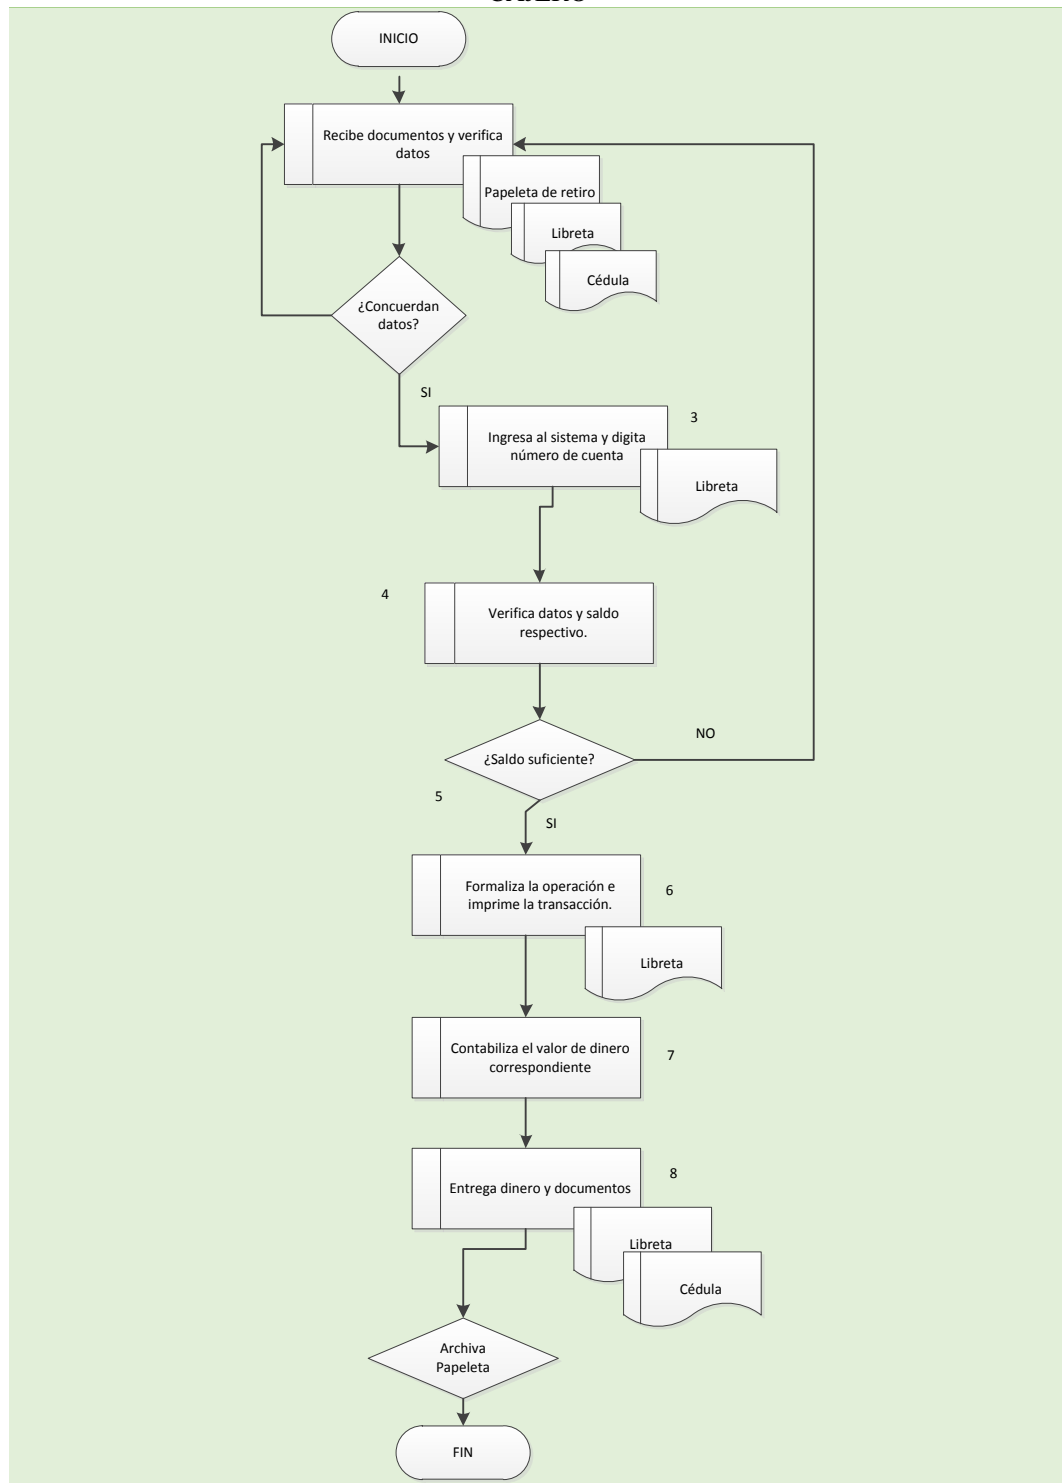 CAJERO
INICIO
Recibe documentos y verifica
datos
Papeleta de retiro
Libreta
Cédula
¿Concuerdan
datos?
SI
3
Ingresa al sistema y digita
número de cuenta
Libreta
4
Verifica datos y saldo
respectivo.
NO
¿Saldo suficiente?
5
SI
Formaliza la operación e
imprime la transacción.
6
Libreta
Contabiliza el valor de dinero
correspondiente
7
8
Entrega dinero y documentos
Libreta
Cédula
Archiva
Papeleta
FIN